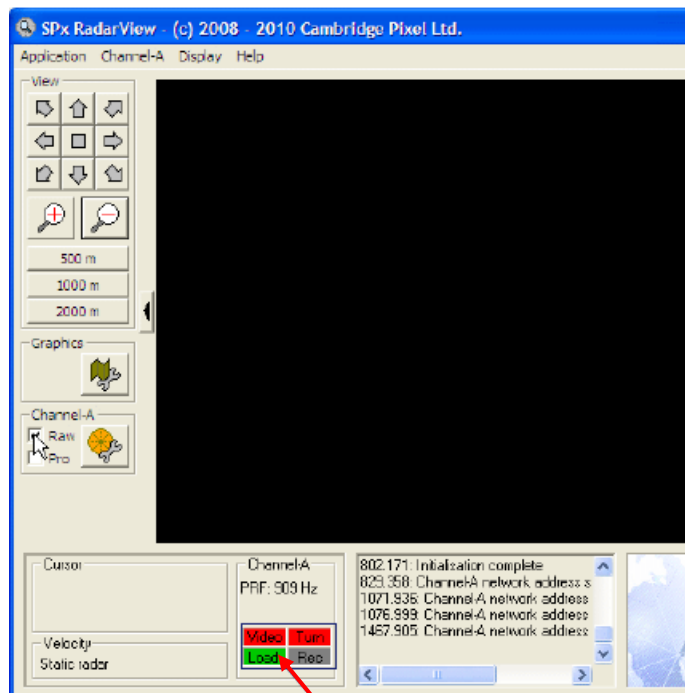 SPx RadarView - (c) 2008 - 2010 Cambridge Pixel Ltd.
Application Channel-A Display Help
View
500 m
1000 m
2000 m
Graphics
Channel-A
Raw
Pro
Cursor
Velocity
Static radar
Channel-A
PRF: 909 Hz
Video Turn
Load Rec
802.171: Initialisation complete
829.358: Channel-A network address s
1071.936: Channel-A network address
1076.999: Channel-A network address
1467.905: Channel-A network address